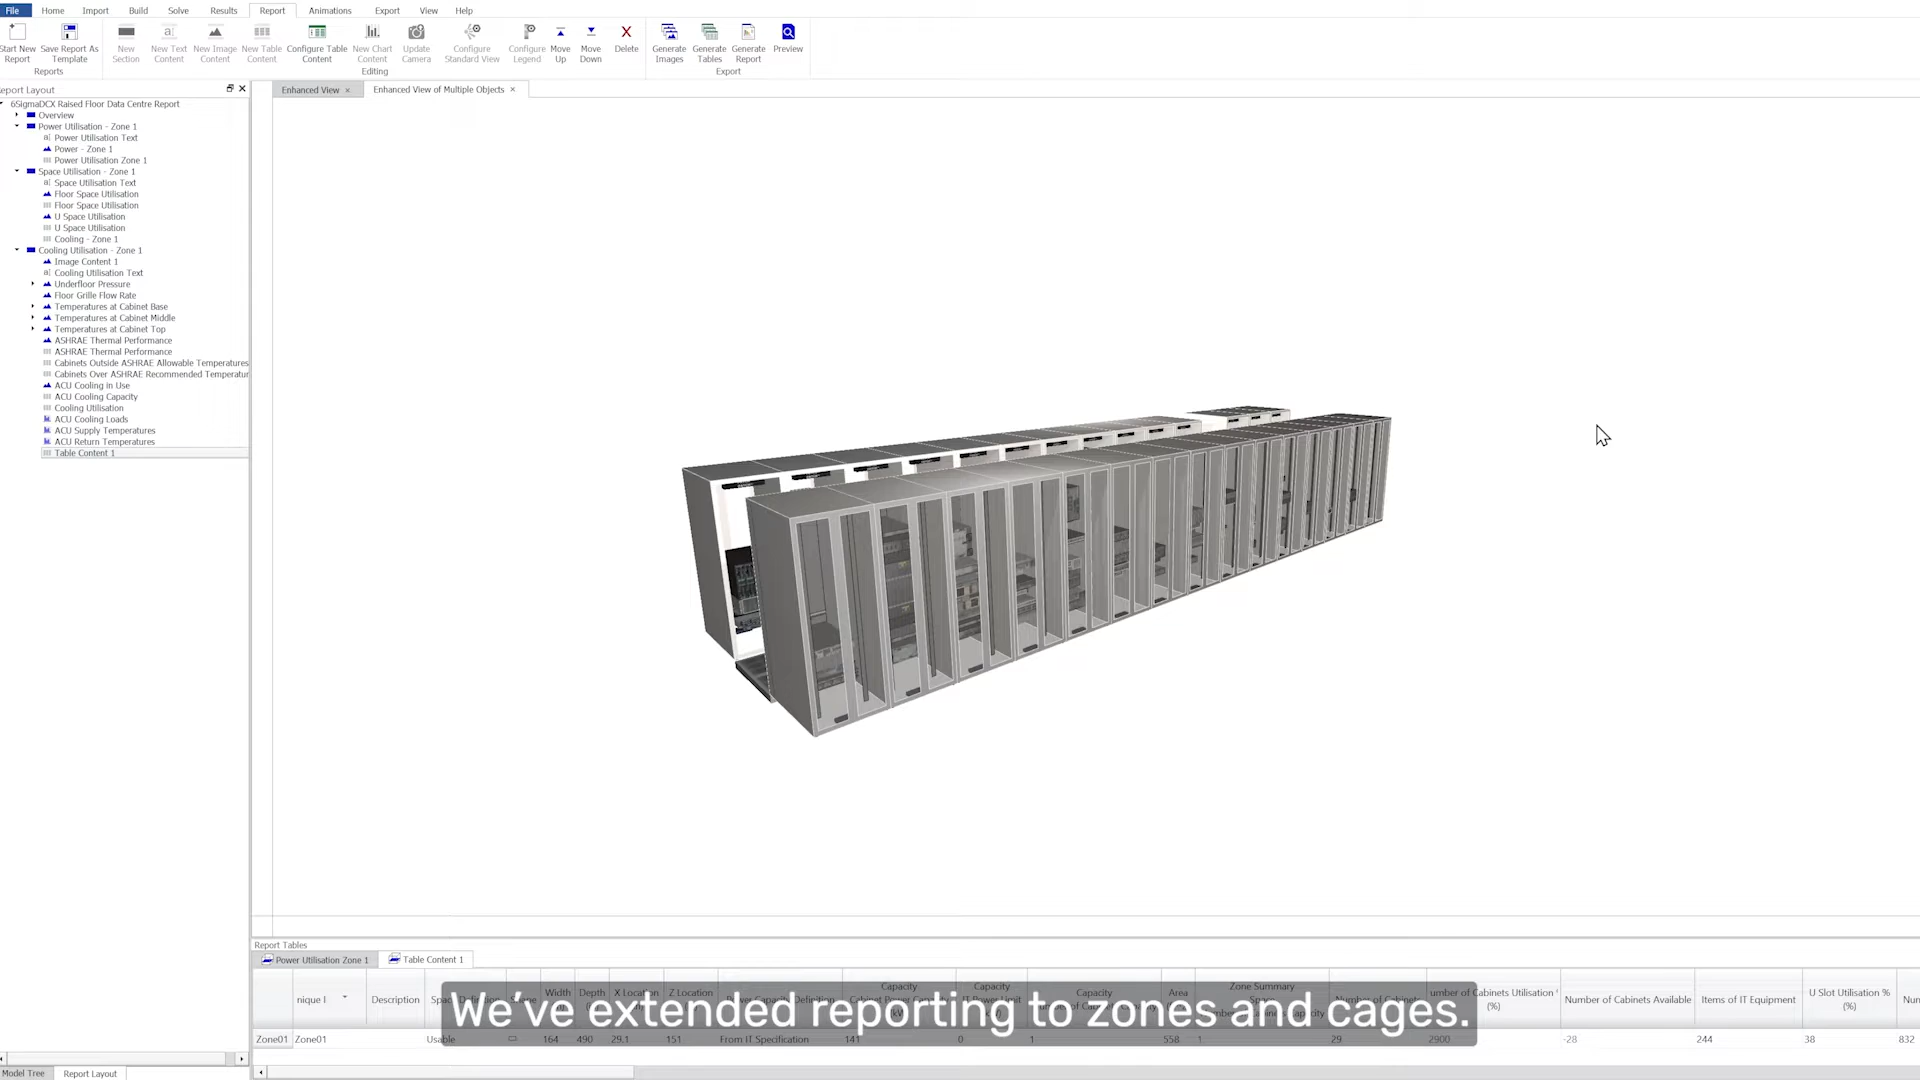 File Home Import Build Solve Results Report Animations Export View Help
Start New Report
Save Report As Template
New Section
New Text Content
New Image Content
New Table Content
Configure Table Content
New Chart Content
Update Camera
Configure Standard View
Configure Legend
Move Up
Move Down
Delete
Generate Images
Generate Tables
Generate Report
Preview
Reports
Editing
Export
eport Layout
Enhanced View
Enhanced View of Multiple Objects
6SigmaDCX Raised Floor Data Centre Report
Overview
Power Utilisation - Zone 1
Power Utilisation Text
Power - Zone 1
Power Utilisation Zone 1
Space Utilisation - Zone 1
Space Utilisation Text
Floor Space Utilisation
Floor Space Utilisation
U Space Utilisation
U Space Utilisation
Cooling - Zone 1
Cooling Utilisation - Zone 1
Image Content 1
Cooling Utilisation Text
Underfloor Pressure
Floor Grille Flow Rate
Temperatures at Cabinet Base
Temperatures at Cabinet Middle
Temperatures at Cabinet Top
ASHRAE Thermal Performance
ASHRAE Thermal Performance
Cabinets Outside ASHRAE Allowable Temperatures
Cabinets Over ASHRAE Recommended Temperatur
ACU Cooling in Use
ACU Cooling Capacity
Cooling Utilisation
ACU Cooling Loads
ACU Supply Temperatures
ACU Return Temperatures
Table Content 1
Report Tables
Power Utilisation Zone 1
Table Content 1
nique I
Description
Width
Depth
X Location
Z Location
Capacity
Capacity
Capacity
Area
Zone Summary
umber of Cabinets Utilisation
(%)
Number of Cabinets Available
Items of IT Equipment
U Slot Utilisation %
(%)
Nun
We've extended reporting to zones and cages.
Zone01 Zone01 Usable 164 490 29.1 151 From IT Specification 141 0 1 558 1 29 2900 -28 244 38 832
Model Tree
Report Layout